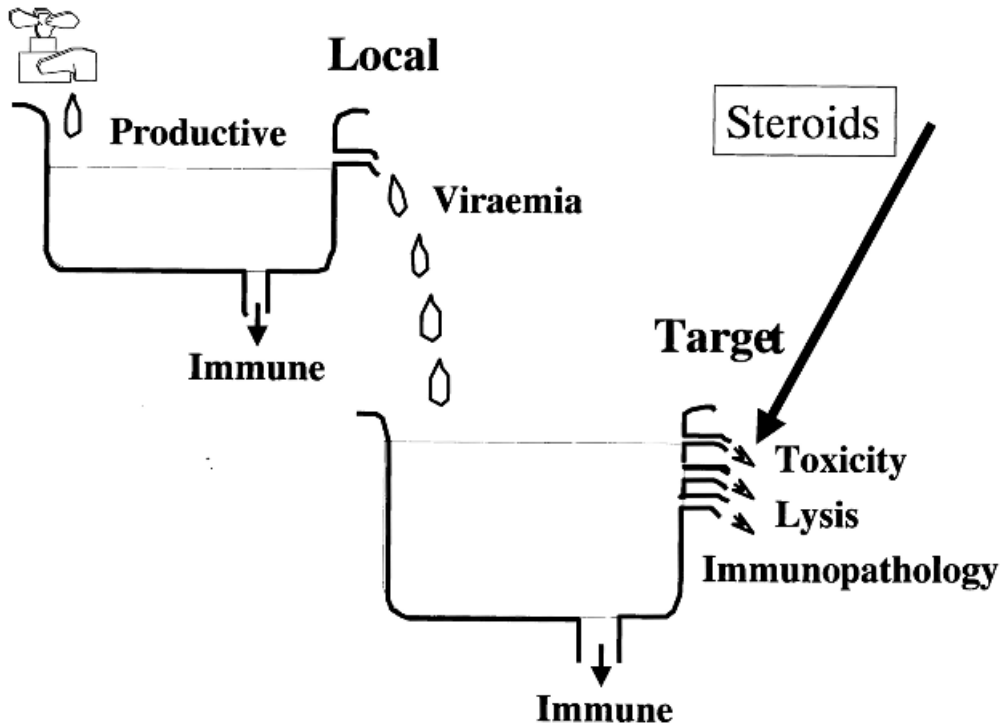 Local
Steroids
Productive
Viraemia
Target
Immune
Toxicity
Lysis
Immunopathology
Immune